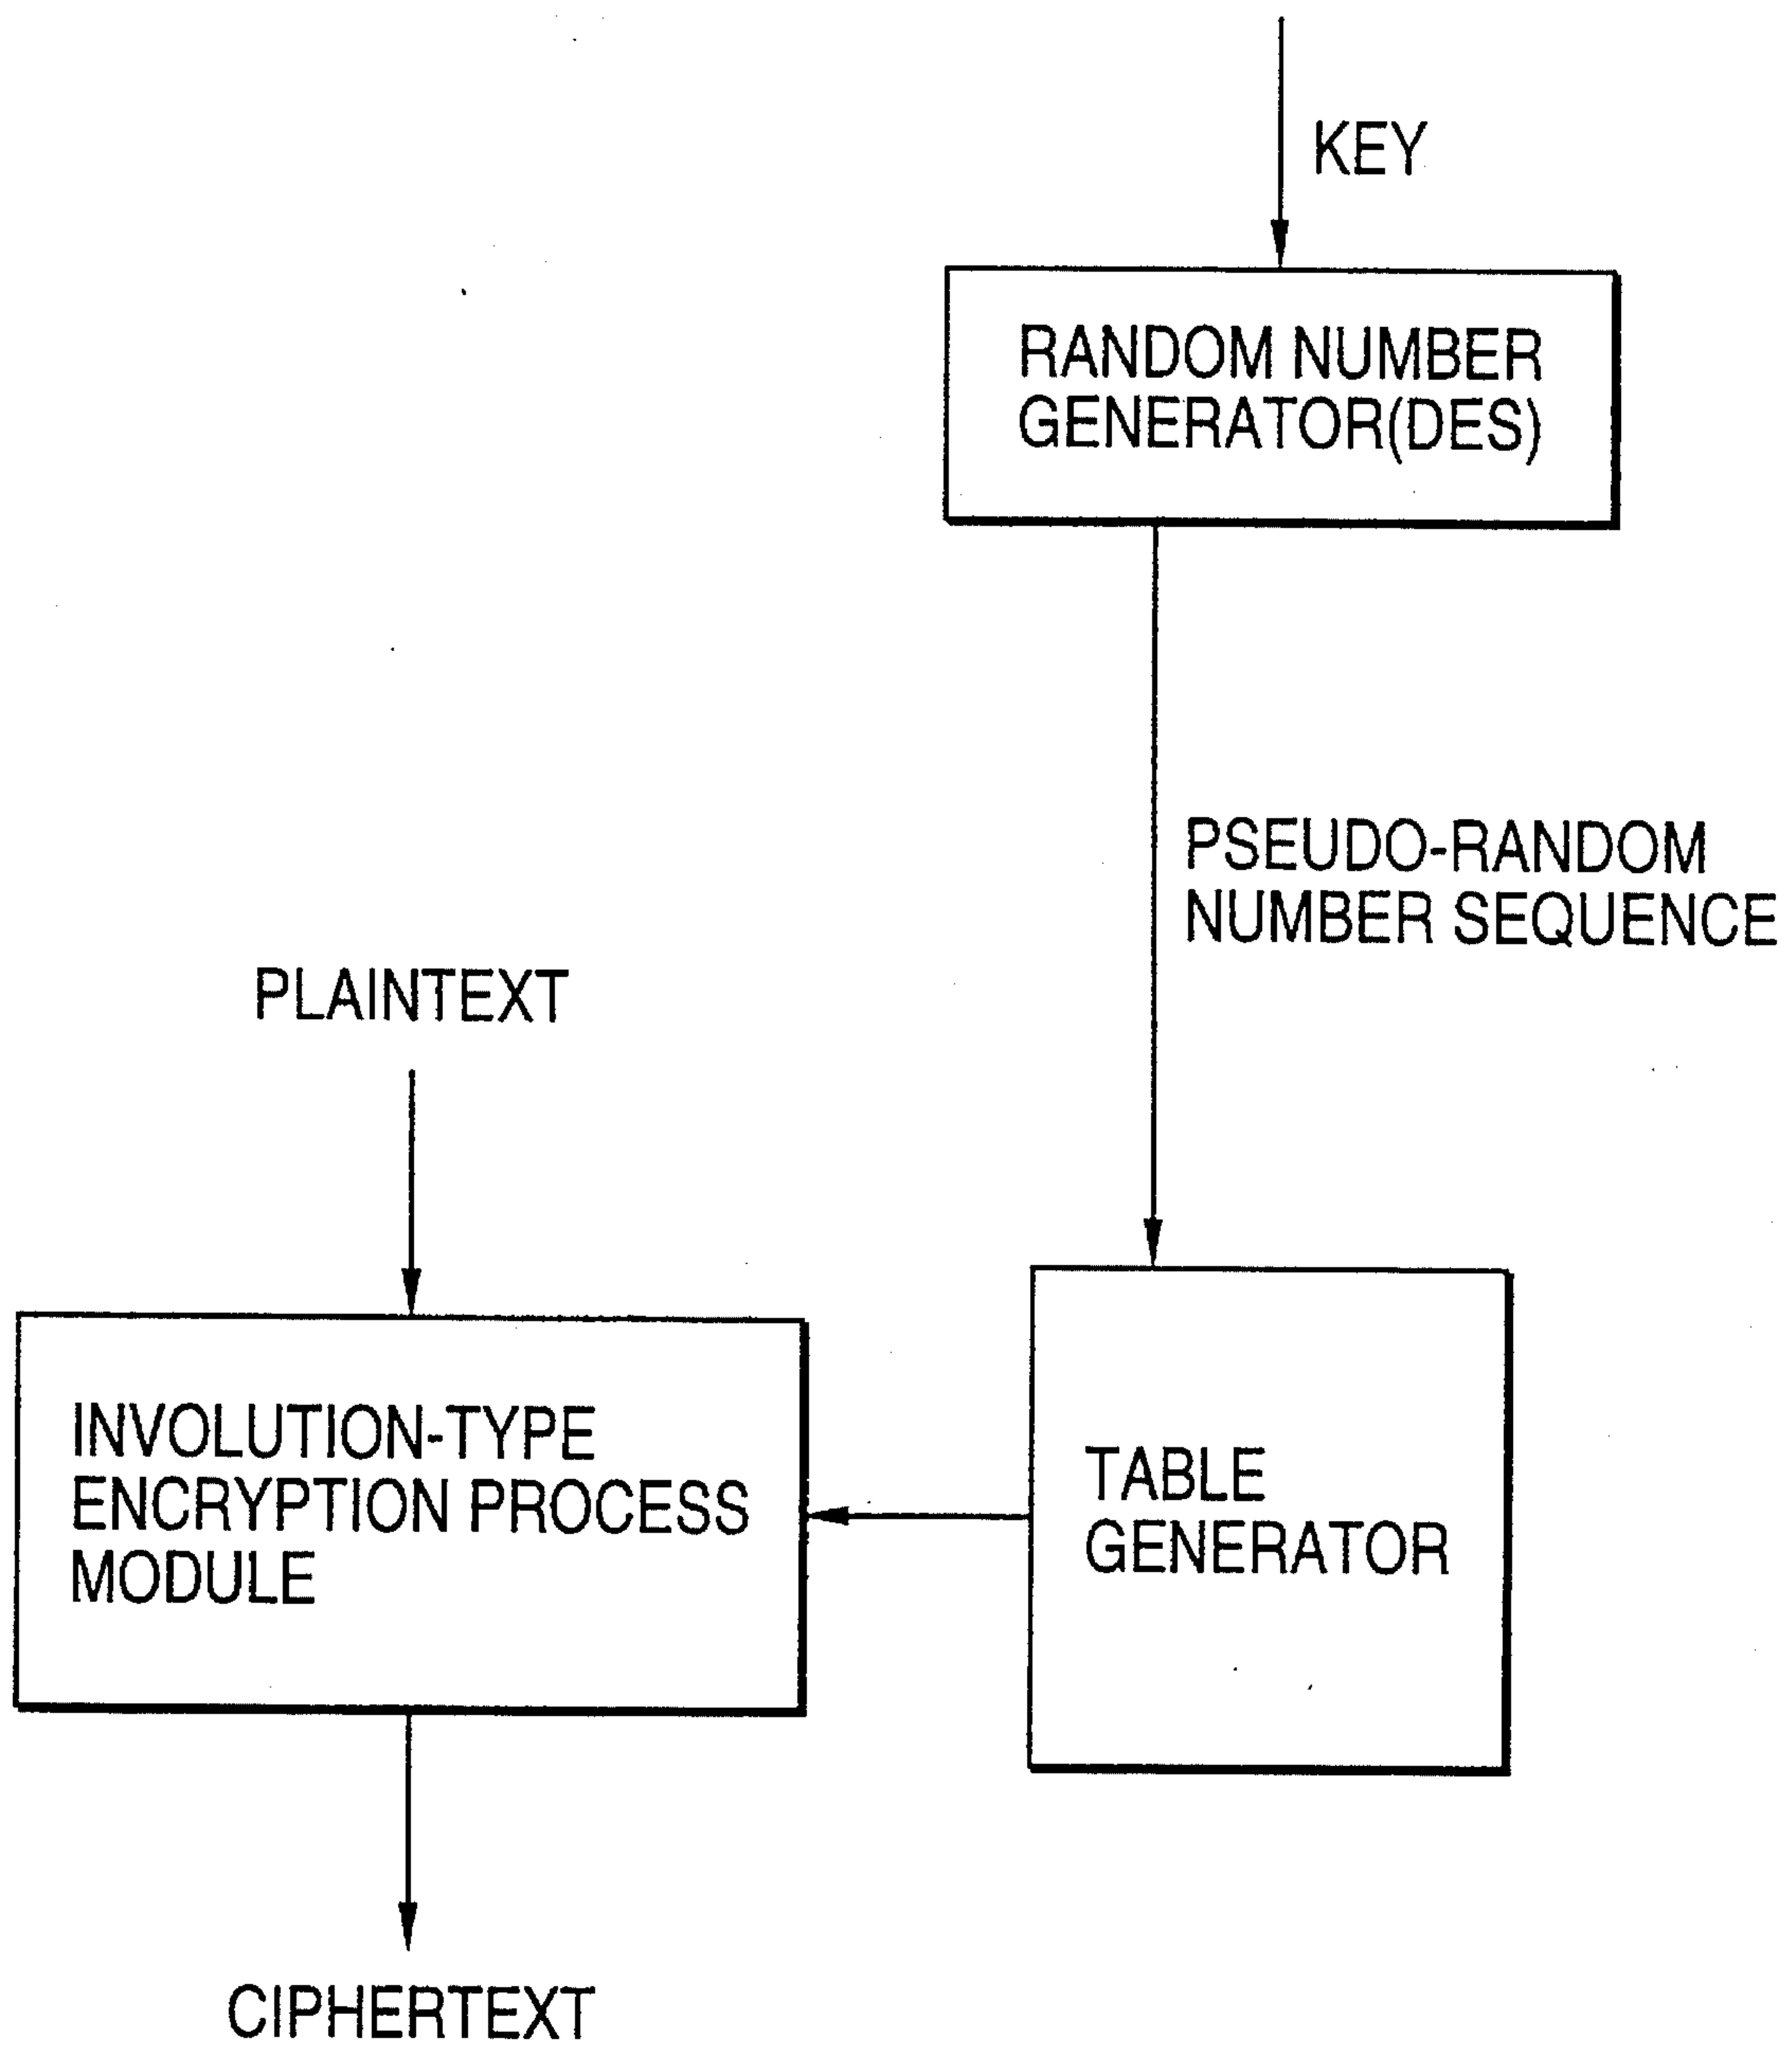 KEY
RANDOM NUMBER
GENERATOR(DES)
PSEUDO-RANDOM
NUMBER SEQUENCE
PLAINTEXT
INVOLUTION-TYPE
ENCRYPTION PROCESS
MODULE
TABLE
GENERATOR
CIPHERTEXT